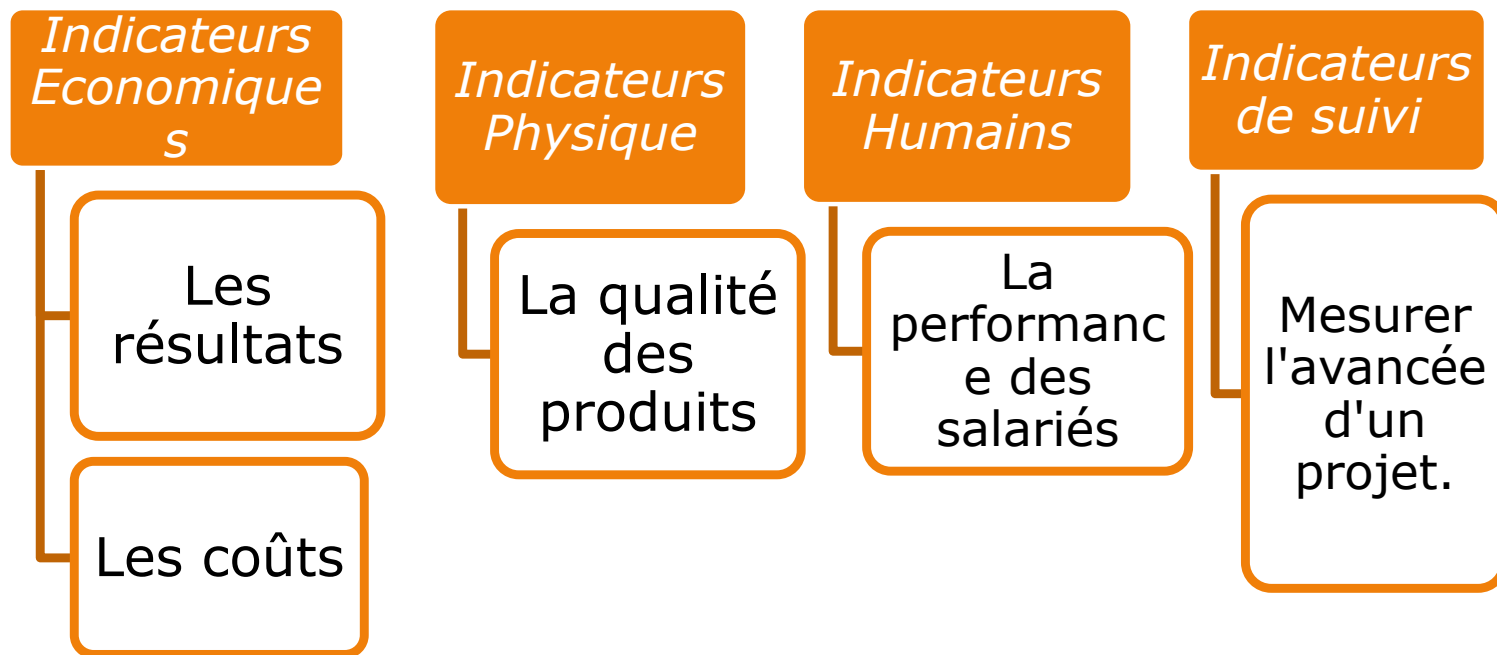 Indicateurs
Economique
s
Les
résultats
Les coûts
Indicateurs
Physique
La qualité
des
produits
Indicateurs
Humains
La
performanc
e des
salariés
Indicateurs
de suivi
Mesurer
l'avancée
d'un
projet.